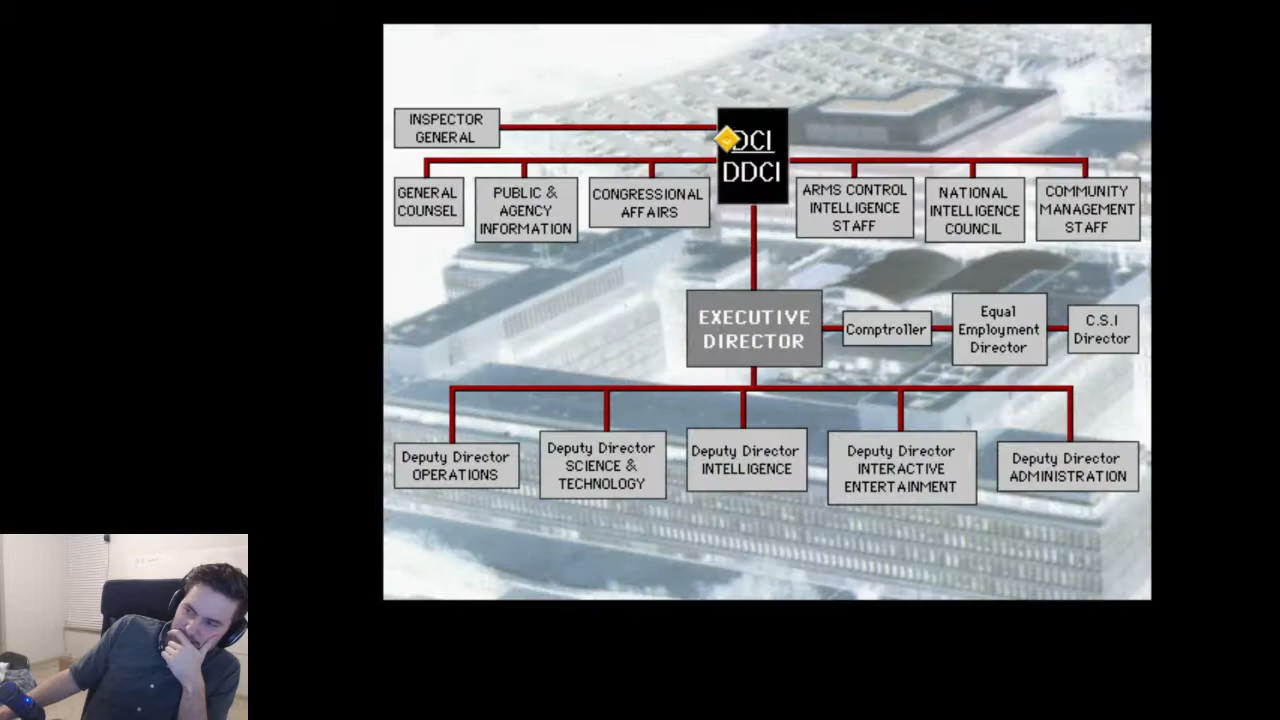 INSPECTOR
GENERAL
DCI
DDCI
GENERAL
COUNSEL
PUBLIC &
AGENCY
INFORMATION
CONGRESSIONAL
AFFAIRS
ARMS CONTROL
INTELLIGENCE
STAFF
NATIONAL
INTELLIGENCE
COUNCIL
COMMUNITY
MANAGEMENT
STAFF
EXECUTIVE
DIRECTOR
Comptroller
Equal
Employment
Director
C.S.I
Director
Deputy Director
OPERATIONS
Deputy Director
SCIENCE &
TECHNOLOGY
Deputy Director
INTELLIGENCE
Deputy Director
INTERACTIVE
ENTERTAINMENT
Deputy Director
ADMINISTRATION